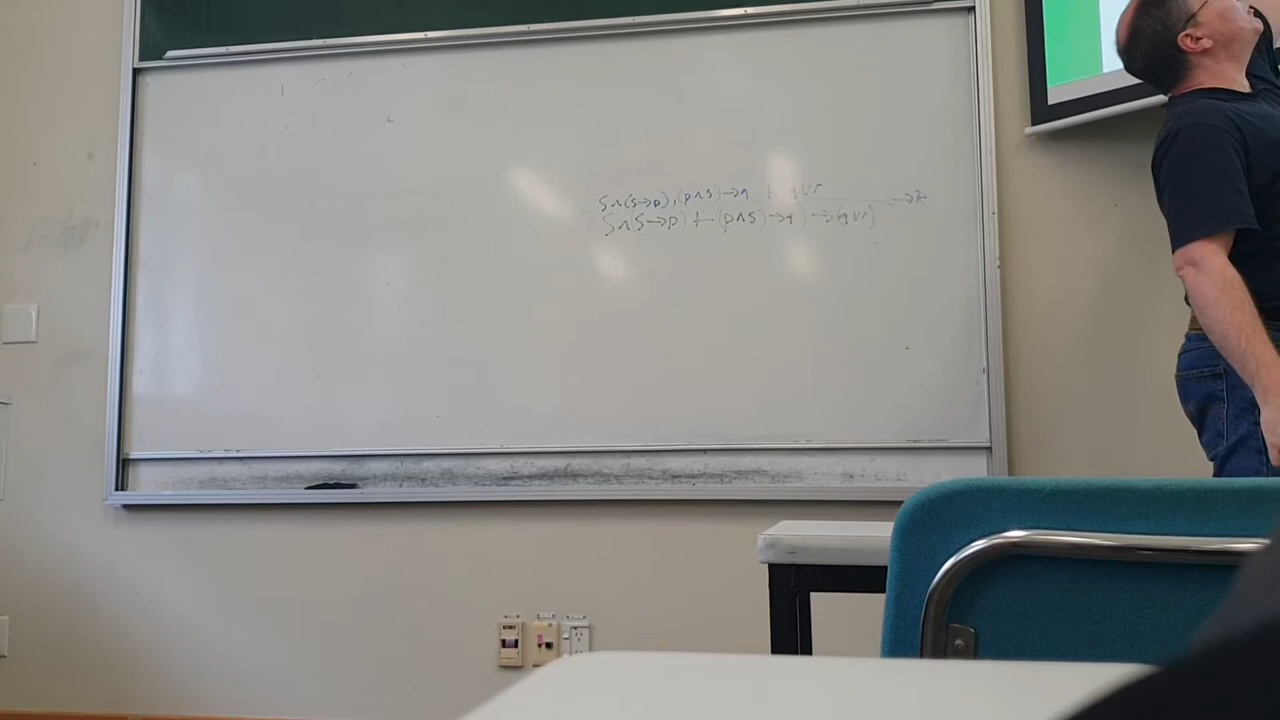 S∧(S→p), (p∧s)→q ⊢ q∨r
S∧(S→p) ⊢ (p∧s)→q) →(q∨r)